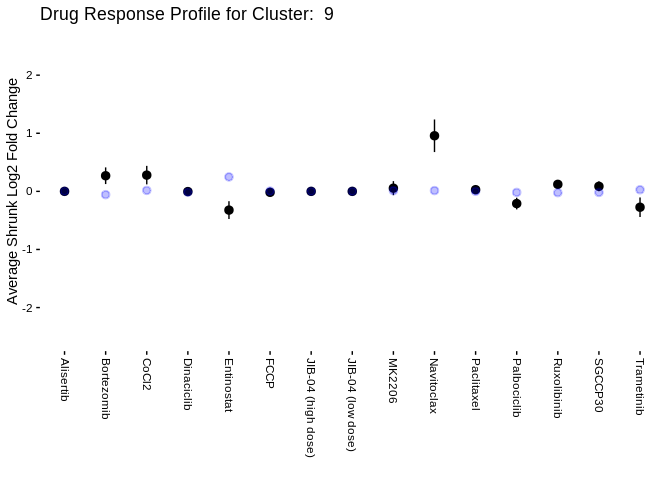 Drug Response Profile for Cluster:  9
Average Shrunk Log2 Fold Change
2
1
0
-1
-2
Alisertib
Bortezomib
CoCl2
Dinaciclib
Entinostat
FCCP
JIB-04 (high dose)
JIB-04 (low dose)
MK2206
Navitoclax
Paclitaxel
Palbociclib
Ruxolibinib
SGCCP30
Trametinib